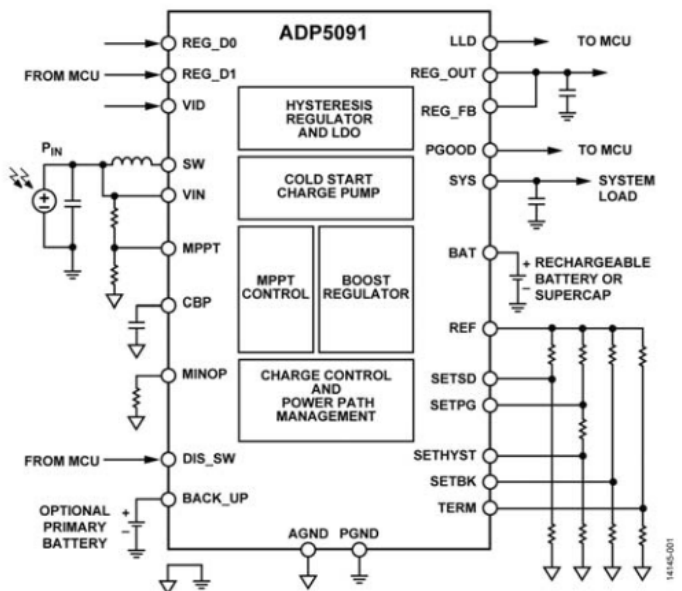 ADP5091
REG_D0
FROM MCU
REG_D1
VID
PIN
SW
VIN
MPPT
CBP
MINOP
FROM MCU
DIS_SW
BACK_UP
OPTIONAL
PRIMARY
BATTERY
HYSTERESIS
REGULATOR
AND LDO
COLD START
CHARGE PUMP
MPPT
CONTROL
BOOST
REGULATOR
CHARGE CONTROL
AND
POWER PATH
MANAGEMENT
AGND
PGND
LLD
TO MCU
REG_OUT
REG_FB
PGOOD
TO MCU
SYS
SYSTEM
LOAD
BAT
+
RECHARGEABLE
BATTERY OR
SUPERCAP
REF
SETSD
SETPG
SETHYST
SETBK
TERM
14145-001